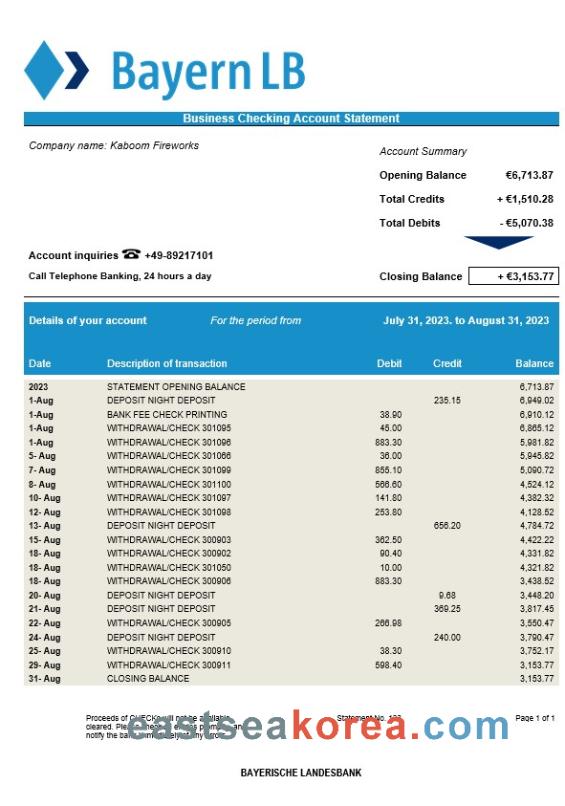 Bayern LB
Business Checking Account Statement
Company name: Kaboom Fireworks
Account Summary
Opening Balance €6,713.87
Total Credits + €1,510.28
Total Debits - €5,070.38
Account inquiries ☎ +49-89217101
Call Telephone Banking, 24 hours a day
Closing Balance + €3,153.77
Details of your account For the period from July 31, 2023. to August 31, 2023
Date Description of transaction Debit Credit Balance
2023 STATEMENT OPENING BALANCE 6,713.87
1-Aug DEPOSIT NIGHT DEPOSIT 235.15 6,949.02
1-Aug BANK FEE CHECK PRINTING 38.90 6,910.12
1-Aug WITHDRAWAL/CHECK 301095 45.00 6,865.12
1-Aug WITHDRAWAL/CHECK 301096 883.30 5,981.82
5- Aug WITHDRAWAL/CHECK 301066 36.00 5,945.82
7- Aug WITHDRAWAL/CHECK 301099 855.10 5,090.72
8- Aug WITHDRAWAL/CHECK 301100 566.60 4,524.12
10- Aug WITHDRAWAL/CHECK 301097 141.80 4,382.32
12- Aug WITHDRAWAL/CHECK 301098 253.80 4,128.52
13- Aug DEPOSIT NIGHT DEPOSIT 656.20 4,784.72
15- Aug WITHDRAWAL/CHECK 300903 362.50 4,422.22
18- Aug WITHDRAWAL/CHECK 300902 90.40 4,331.82
18- Aug WITHDRAWAL/CHECK 301050 10.00 4,321.82
18- Aug WITHDRAWAL/CHECK 300906 883.30 3,438.52
20- Aug DEPOSIT NIGHT DEPOSIT 9.68 3,448.20
21- Aug DEPOSIT NIGHT DEPOSIT 369.25 3,817.45
22- Aug WITHDRAWAL/CHECK 300905 266.98 3,550.47
24- Aug DEPOSIT NIGHT DEPOSIT 240.00 3,790.47
25- Aug WITHDRAWAL/CHECK 300910 38.30 3,752.17
29- Aug WITHDRAWAL/CHECK 300911 598.40 3,153.77
31- Aug CLOSING BALANCE 3,153.77
Proceeds of CHECKs will not be available Statement No. Page 1 of 1
cleared.
notify the bank immediately of any
eastseakorea.com
BAYERISCHE LANDESBANK